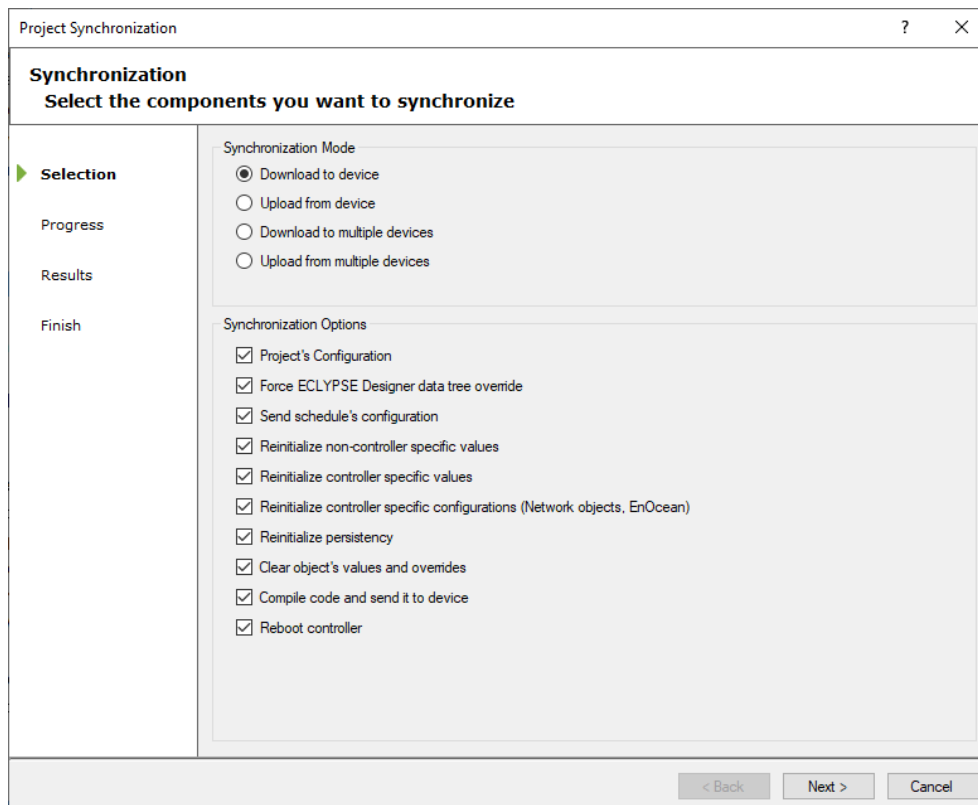 Project Synchronization
?
Synchronization
Select the components you want to synchronize
Selection
Progress
Results
Finish
Synchronization Mode
Download to device
Upload from device
Download to multiple devices
Upload from multiple devices
Synchronization Options
Project's Configuration
Force ECLYPSE Designer data tree override
Send schedule's configuration
Reinitialize non-controller specific values
Reinitialize controller specific values
Reinitialize controller specific configurations (Network objects, EnOcean)
Reinitialize persistency
Clear object's values and overrides
Compile code and send it to device
Reboot controller
< Back Next > Cancel